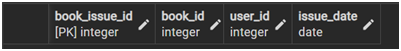 book_issue_id book_id user_id issue_date
[PK] integer integer integer date